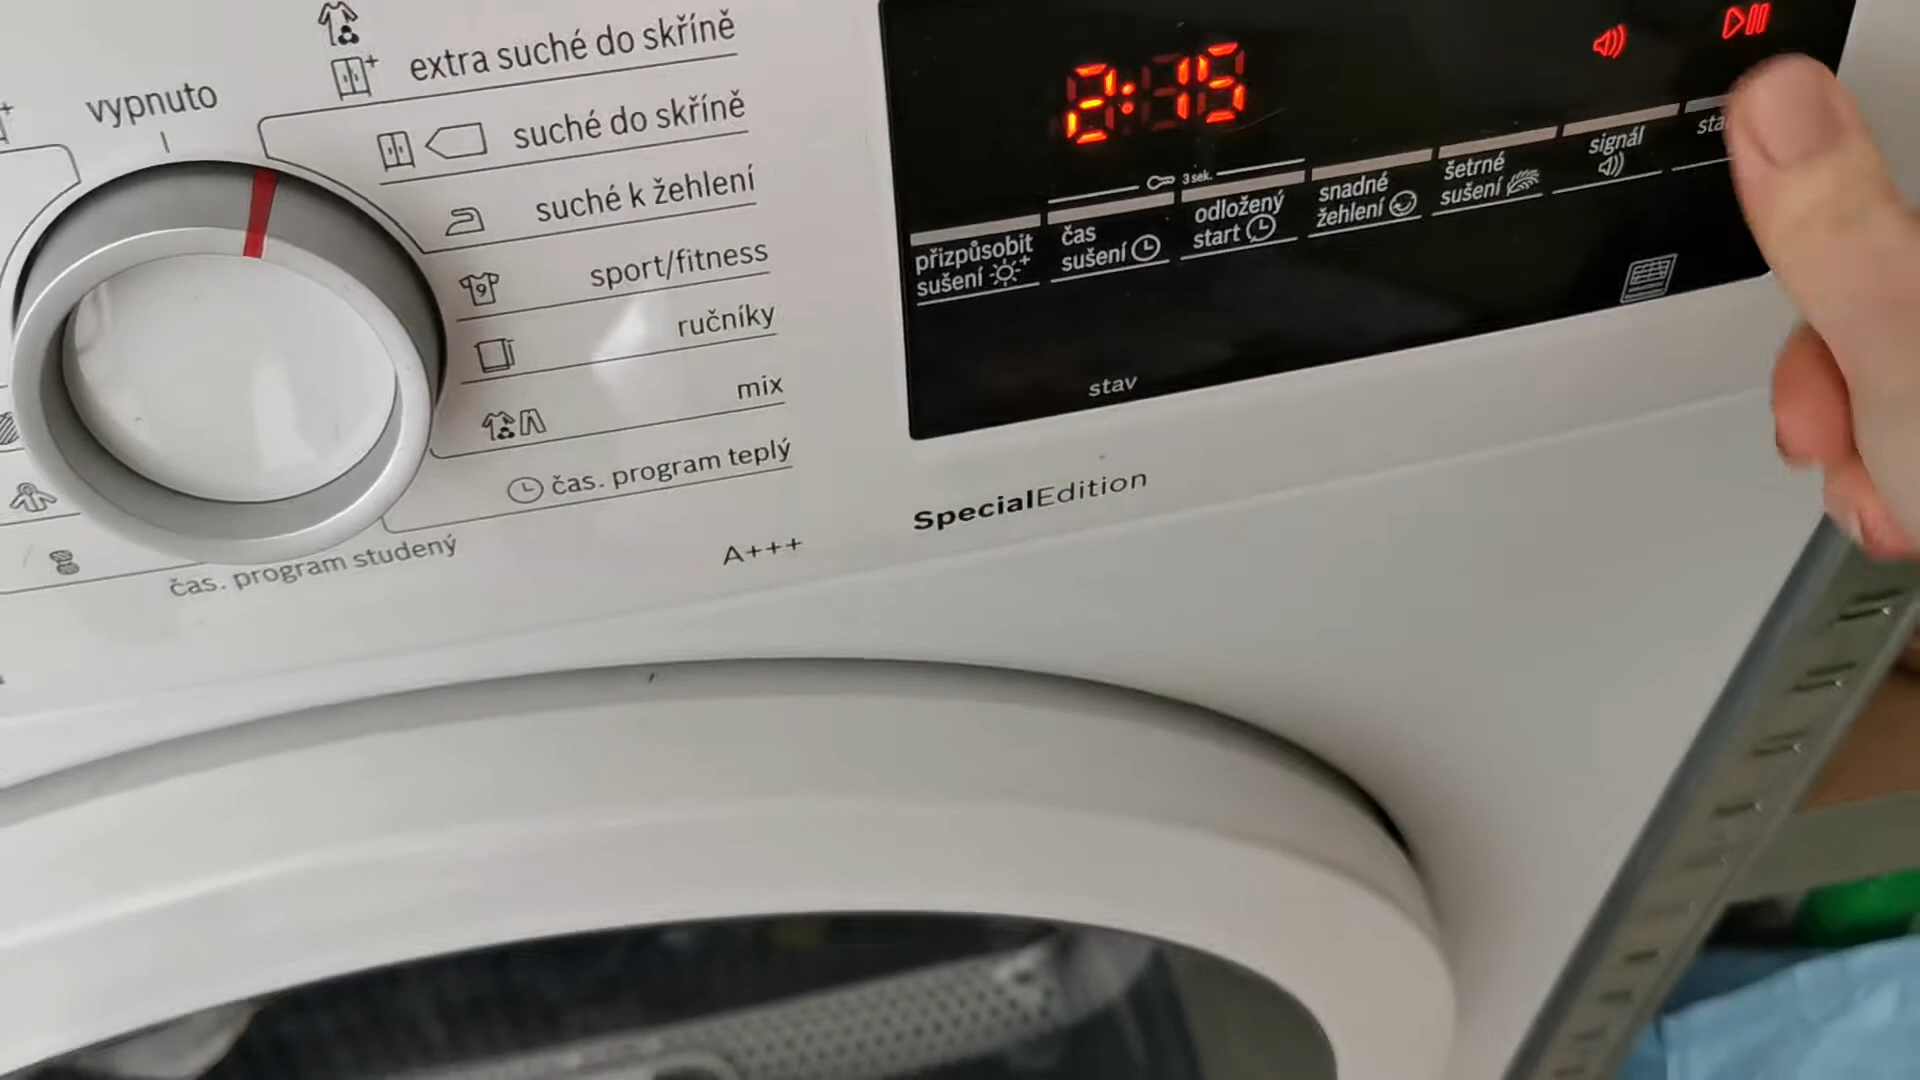 vypnuto
extra suché do skříně
suché do skříně
suché k žehlení
sport/fitness
ručníky
mix
čas. program teplý
čas. program studený
A+++
2:15
3 sek.
přizpůsobit
sušení
čas
sušení
odložený
start
snadné
žehlení
šetrné
sušení
signál
stav
SpecialEdition